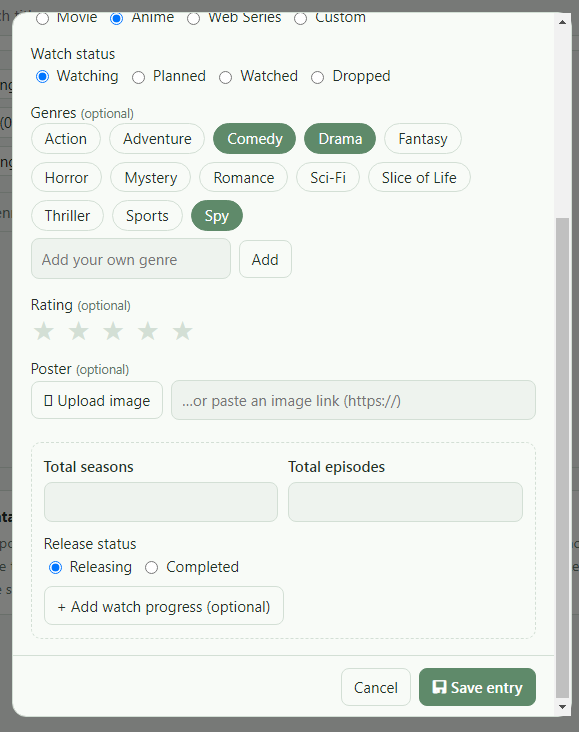 Movie Anime Web Series Custom
Watch status
Watching Planned Watched Dropped
Genres (optional)
Action Adventure Comedy Drama Fantasy
Horror Mystery Romance Sci-Fi Slice of Life
Thriller Sports Spy
Add your own genre Add
Rating (optional)
Poster (optional)
Upload image ...or paste an image link (https://)
Total seasons Total episodes
Release status
Releasing Completed
+ Add watch progress (optional)
Cancel Save entry